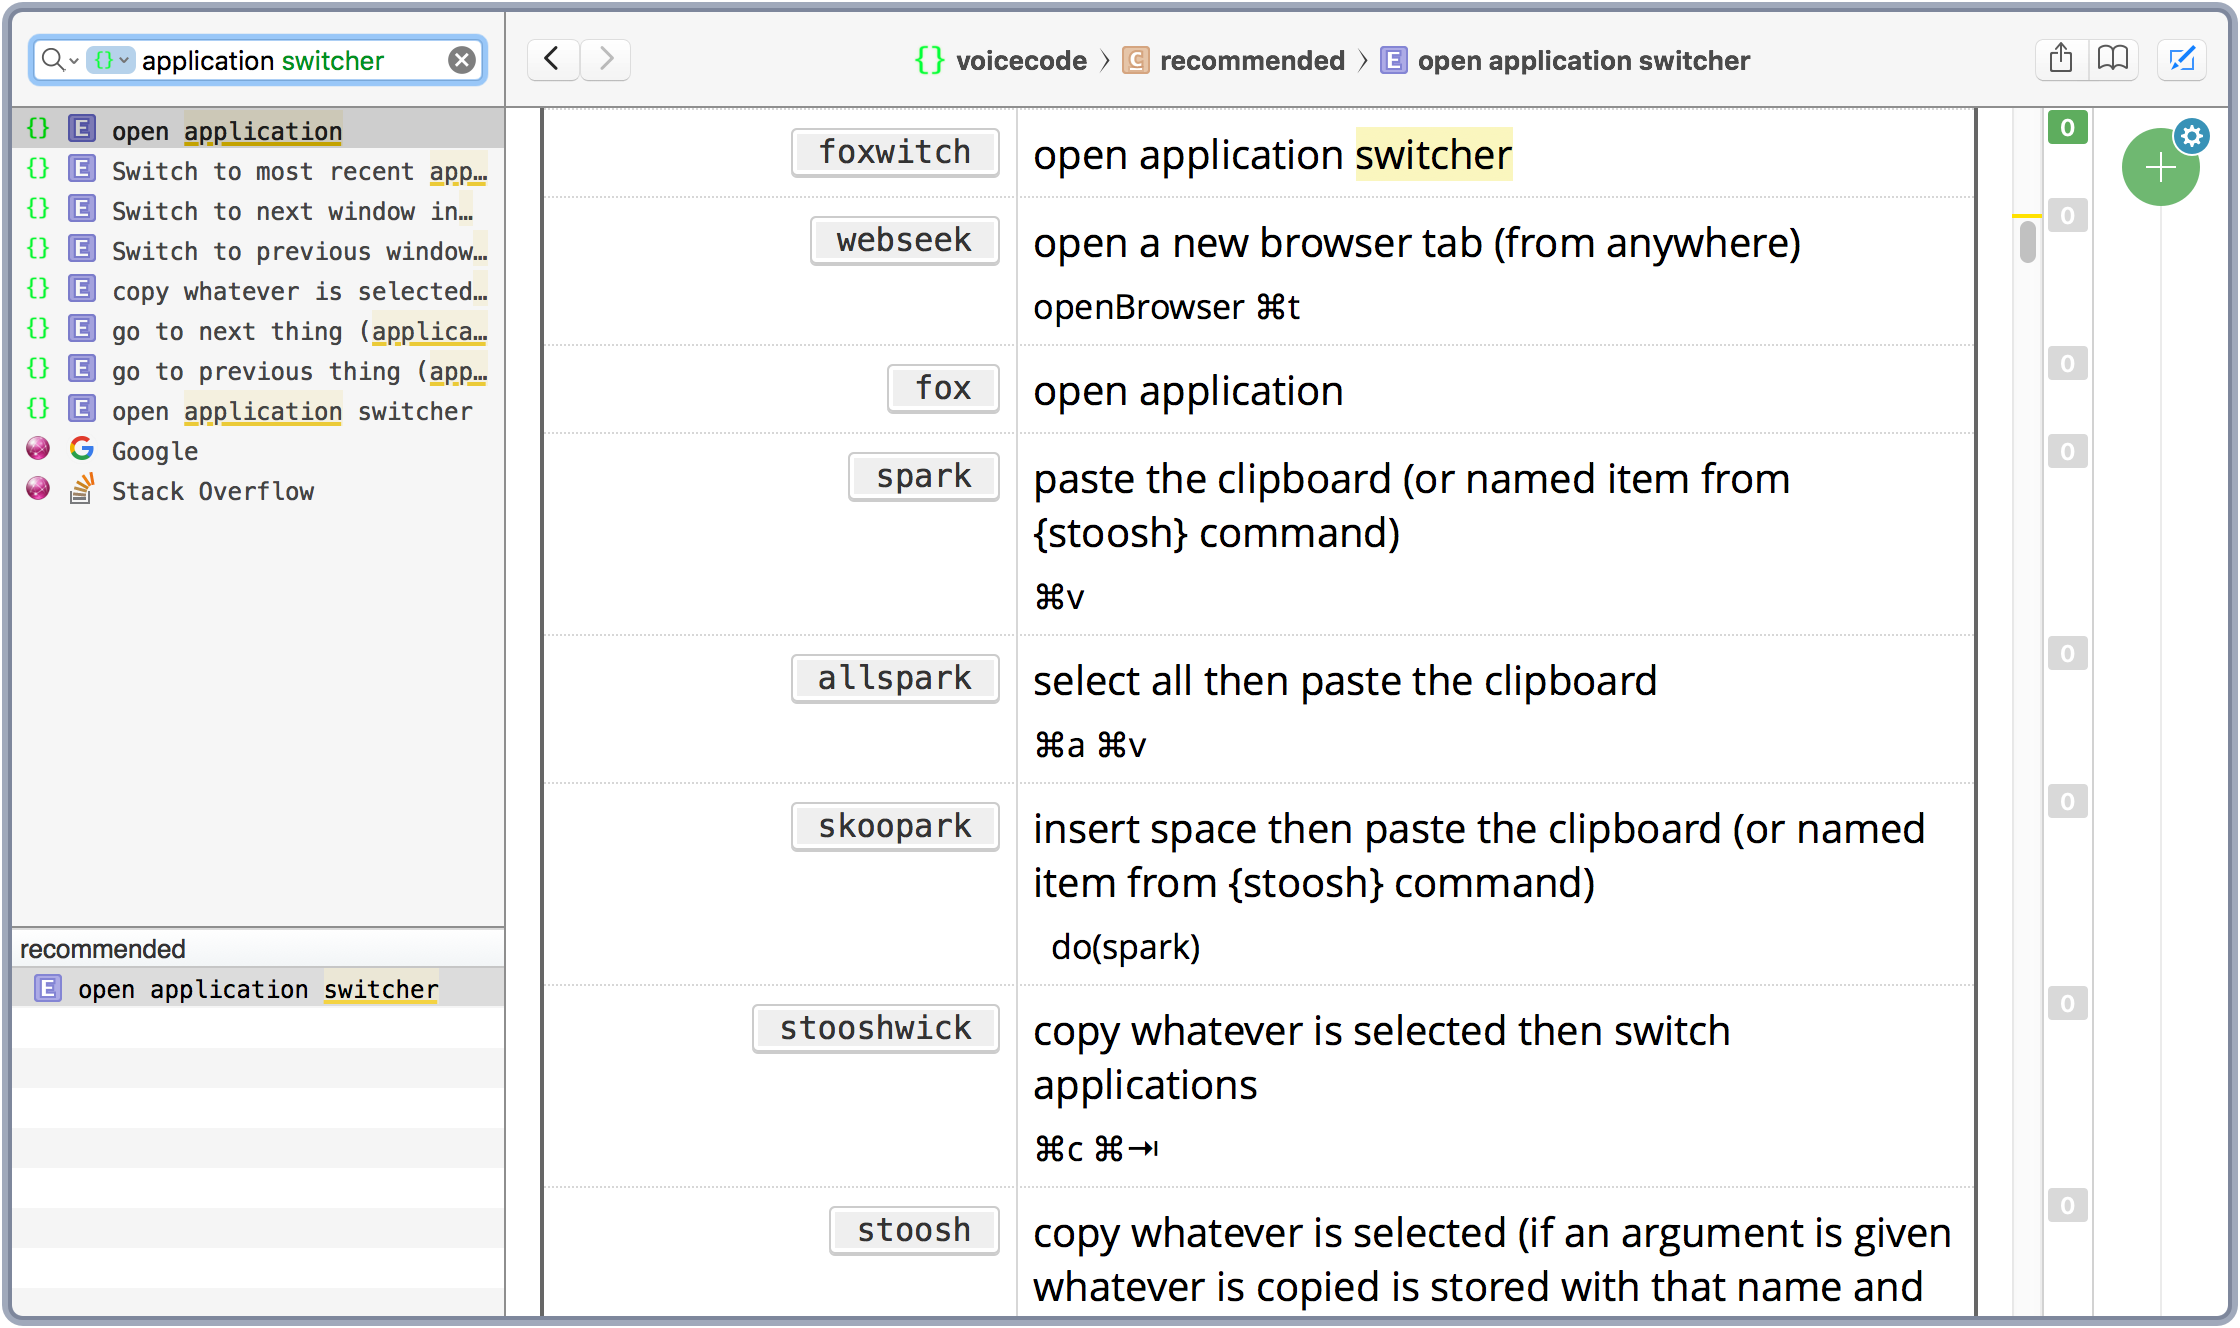 {} application switcher
{} voicecode 〉 C recommended 〉 E open application switcher
{} E open application
{} E Switch to most recent app…
{} E Switch to next window in…
{} E Switch to previous window…
{} E copy whatever is selected…
{} E go to next thing (applica…
{} E go to previous thing (app…
{} E open application switcher
Google
Stack Overflow
recommended
E open application switcher
foxwitch open application switcher
0
webseek open a new browser tab (from anywhere)
openBrowser ⌘t
0
fox open application
0
spark paste the clipboard (or named item from
{stoosh} command)
⌘v
0
allspark select all then paste the clipboard
⌘a ⌘v
0
skoopark insert space then paste the clipboard (or named
item from {stoosh} command)
do(spark)
0
stooshwick copy whatever is selected then switch
applications
⌘c ⌘⇥
0
stoosh copy whatever is selected (if an argument is given
whatever is copied is stored with that name and
0